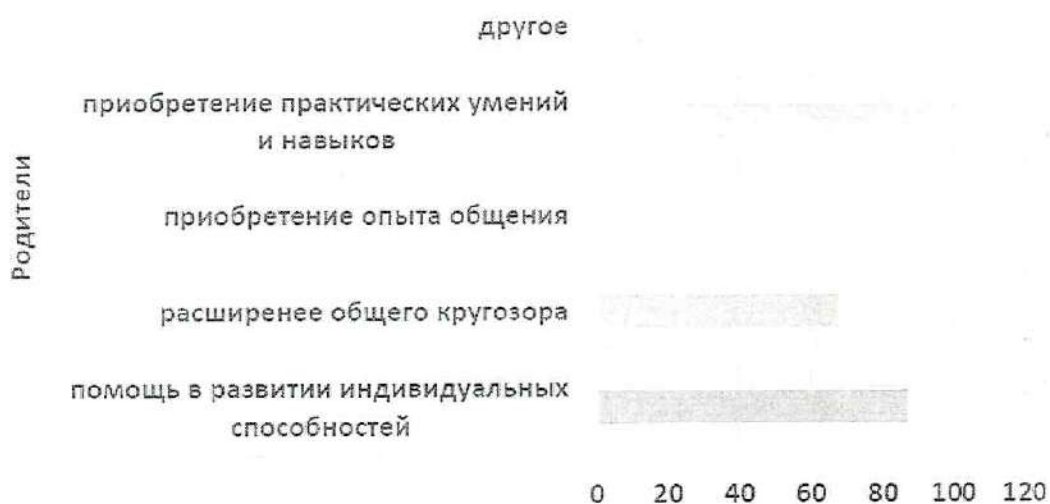 другое
приобретение практических умений
и навыков
приобретение опыта общения
расширенее общего кругозора
помощь в развитии индивидуальных
способностей
Родители
0 20 40 60 80 100 120